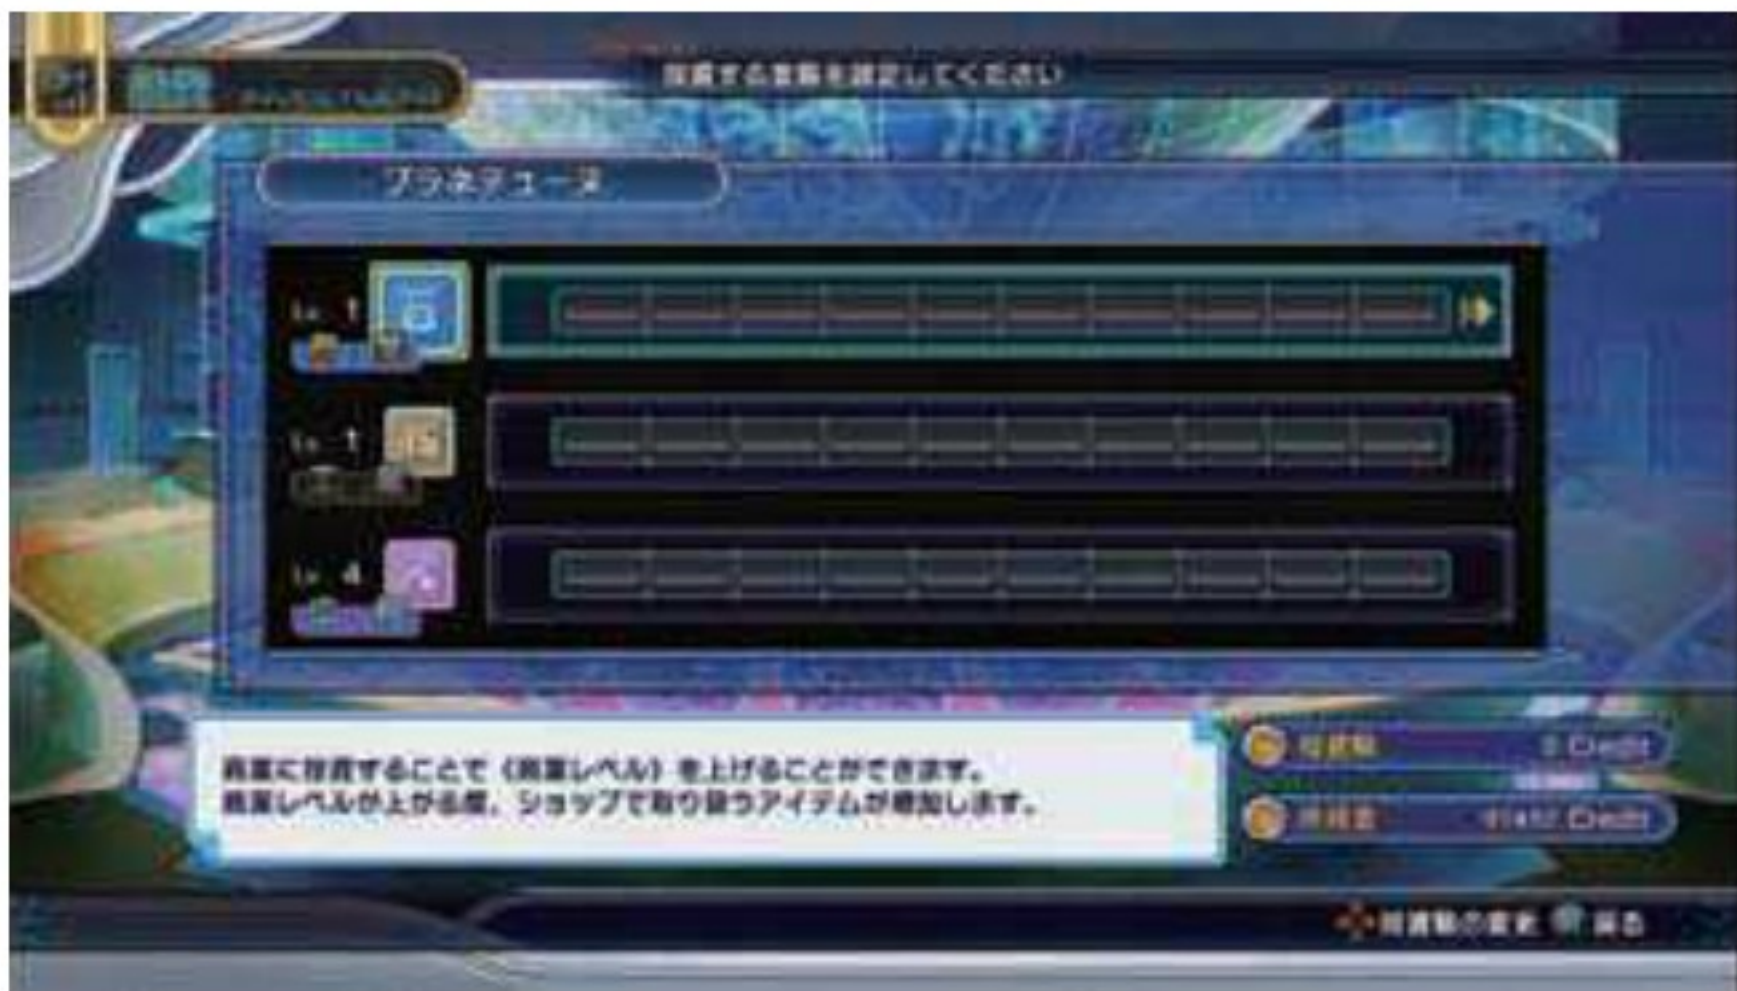 投資する金額を設定してください
プラネテューヌ
Lv. 1
Lv. 1
Lv. 4
商業に投資することで《商業レベル》を上げることができます。
商業レベルが上がる度、ショップで取り扱うアイテムが増加します。
投資額 0 Credit
所持金 Credit
投資額の変更 戻る